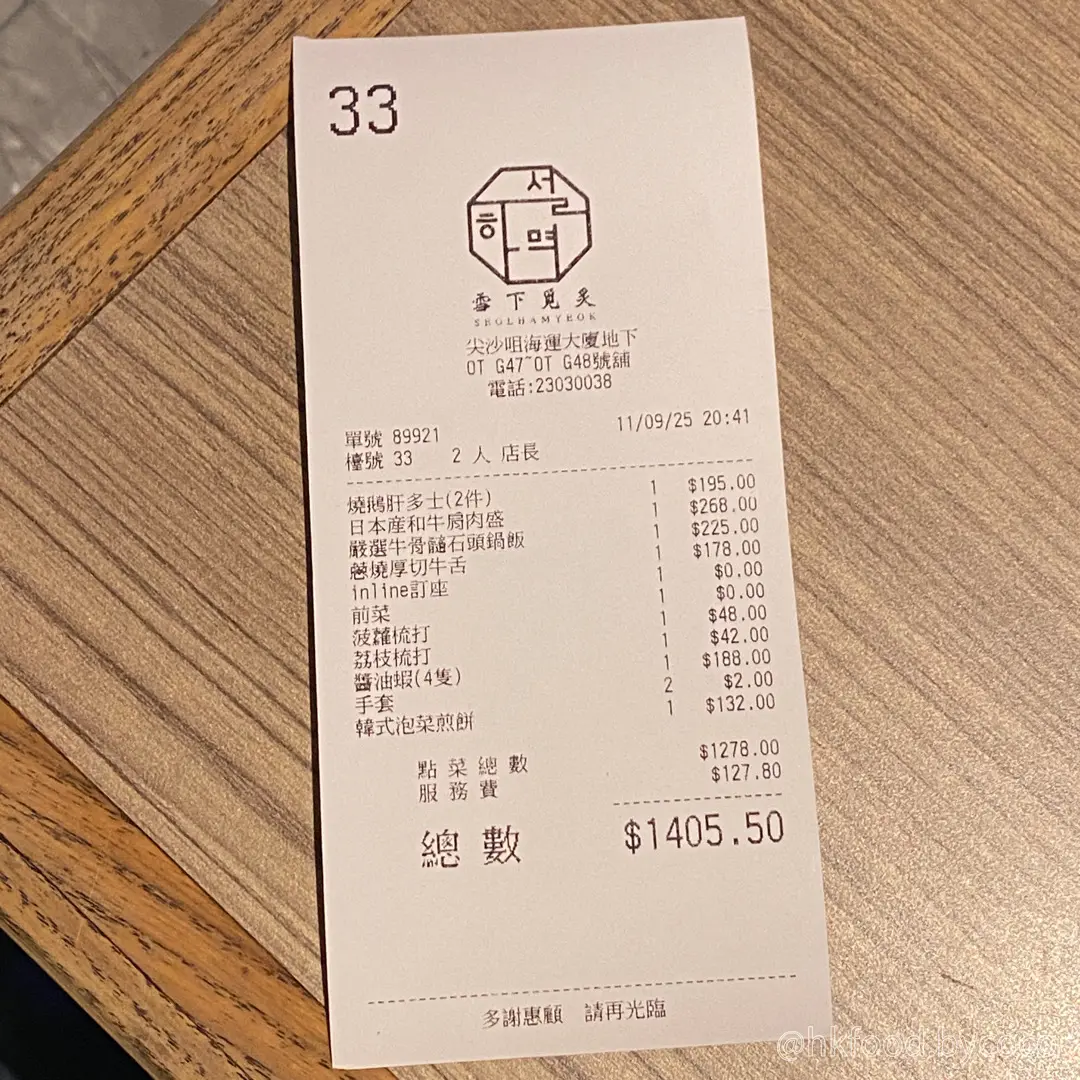 33
설하멱
雪下覓炙
SEOLHAMYEOK
尖沙咀海運大廈地下
OT G47~OT G48號舖
電話:23030038
單號 89921 11/09/25 20:41
檯號 33 2 人 店長
燒鵝肝多士(2件) 1 $195.00
日本産和牛肩肉盛 1 $268.00
嚴選牛骨髓石頭鍋飯 1 $225.00
蔥燒厚切牛舌 1 $178.00
inline訂座 1 $0.00
前菜 1 $0.00
菠蘿梳打 1 $48.00
荔枝梳打 1 $42.00
醬油蝦(4隻) 1 $188.00
手套 2 $2.00
韓式泡菜煎餅 1 $132.00
點菜總數 $1278.00
服務費 $127.80
總數 $1405.50
多謝惠顧 請再光臨